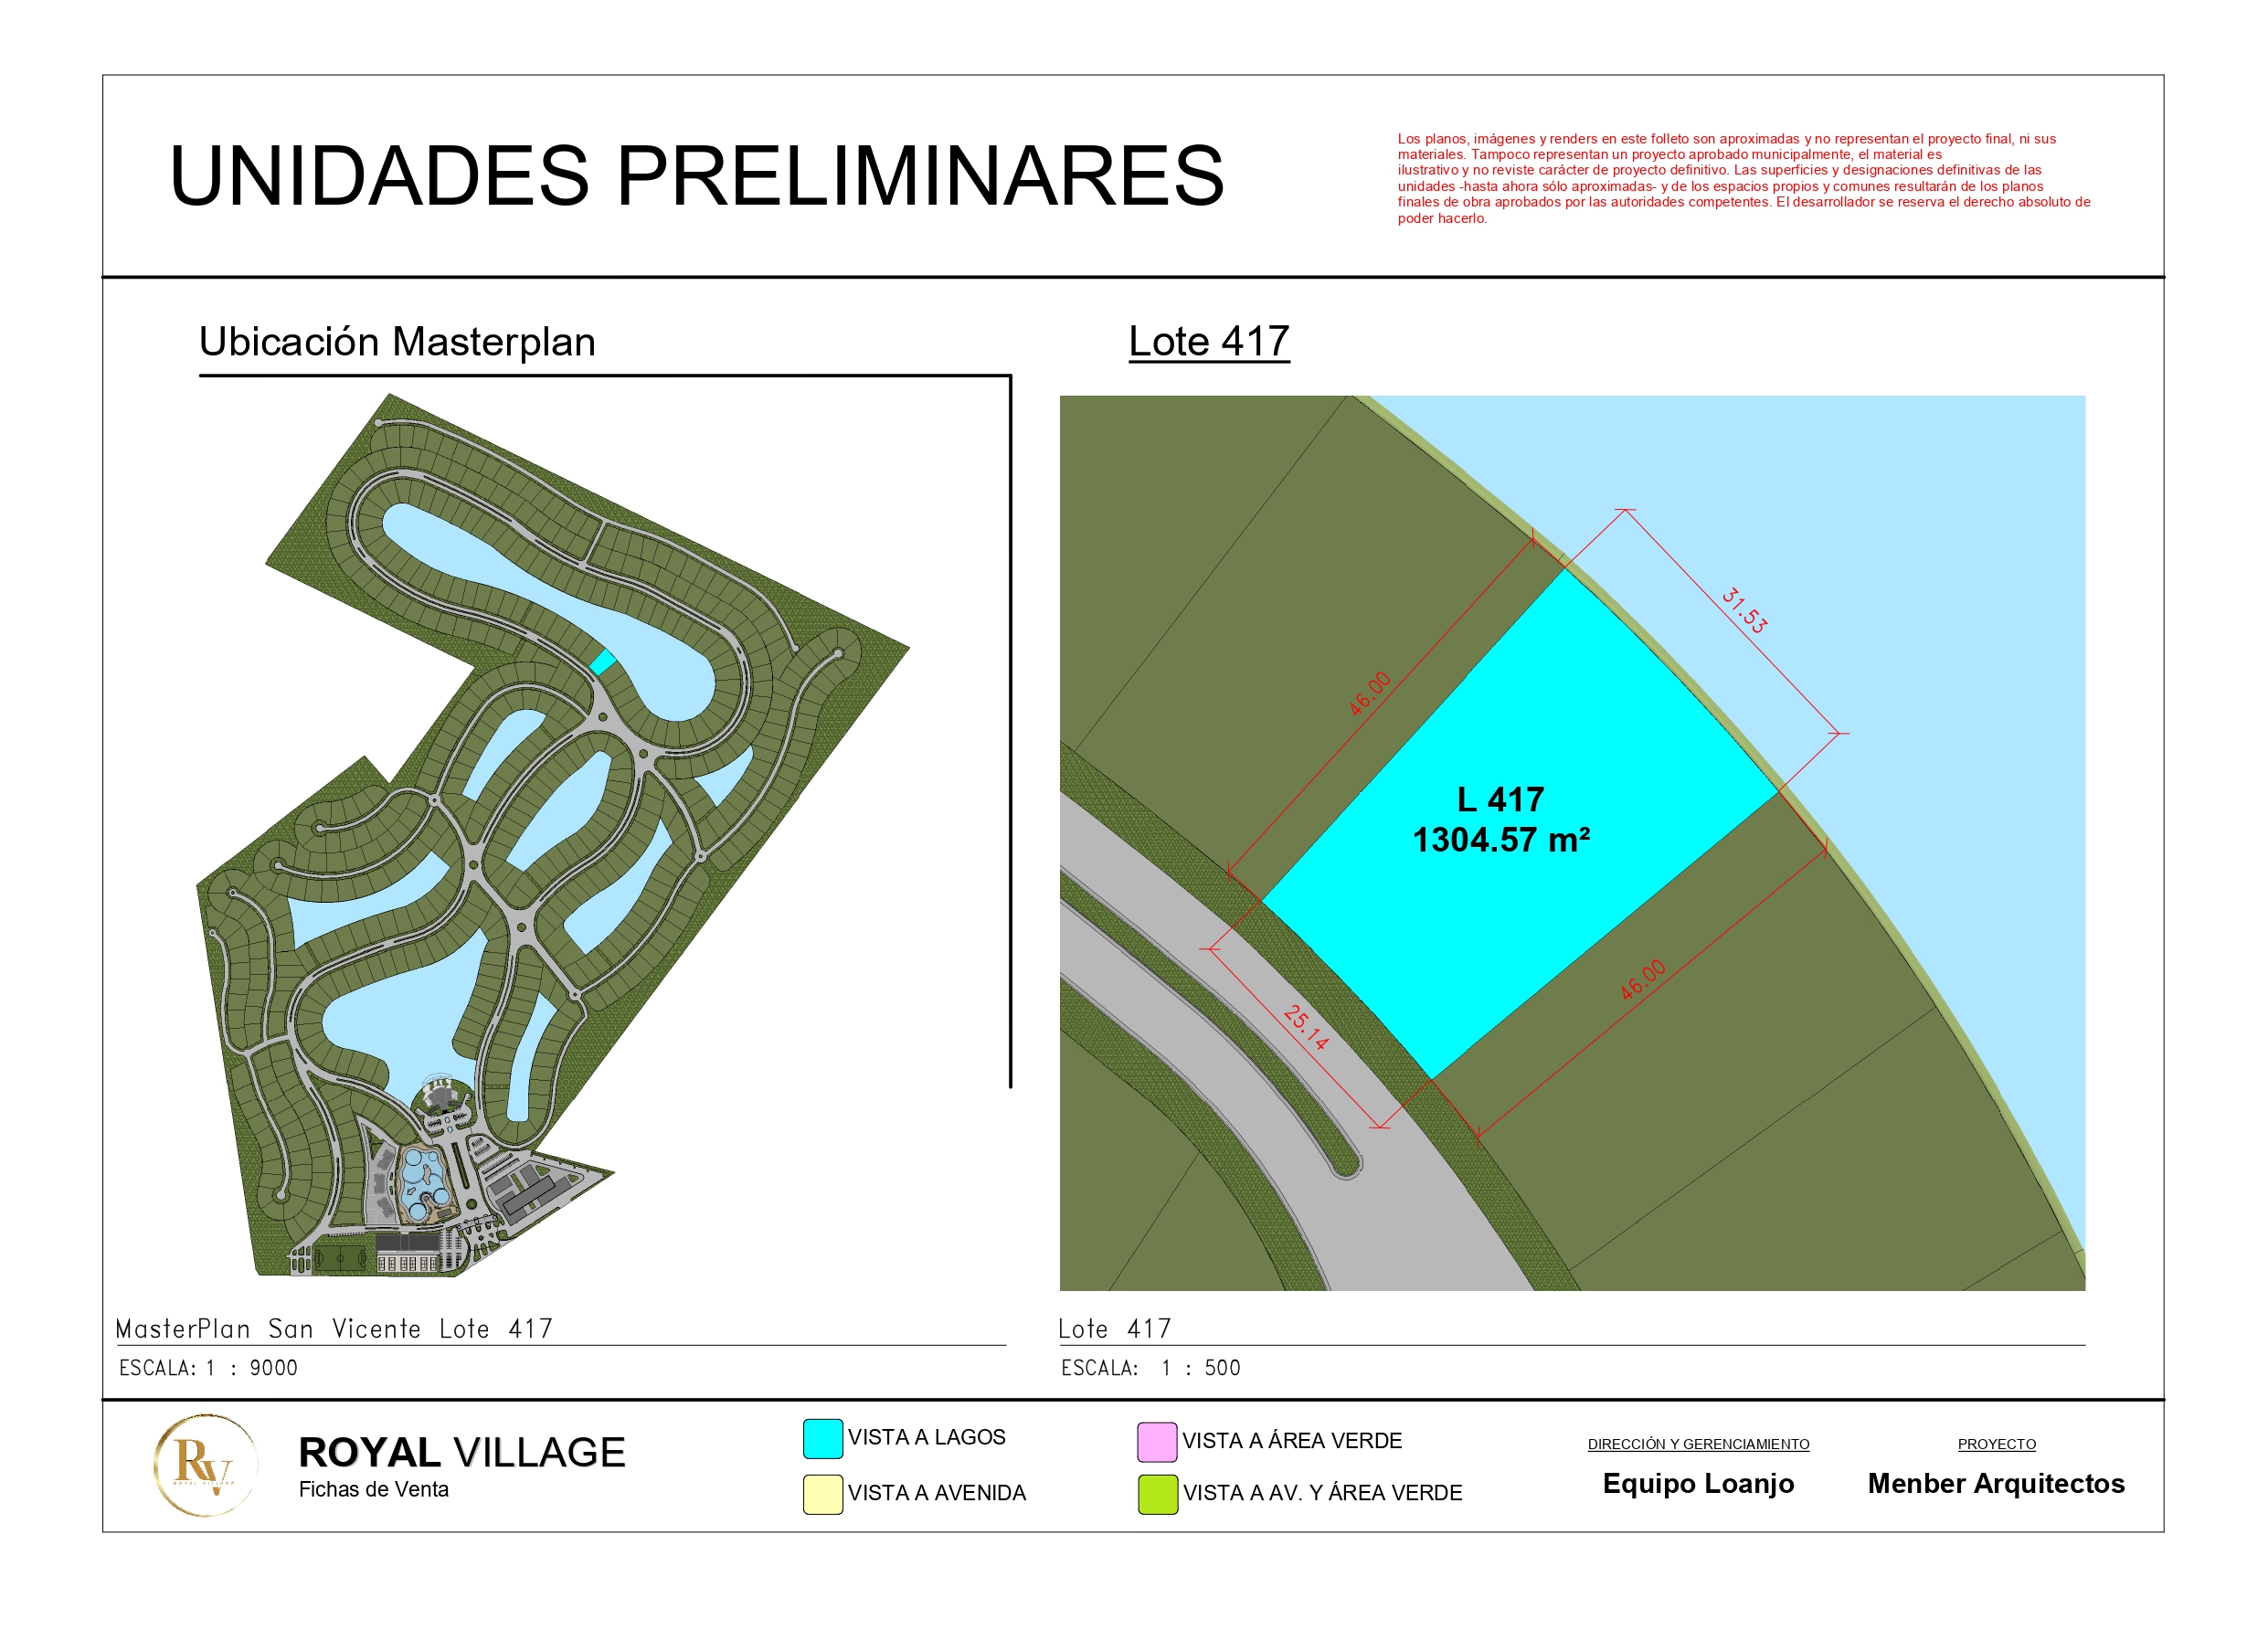 UNIDADES PRELIMINARES
Los planos, imágenes y renders en este folleto son aproximadas y no representan el proyecto final, ni sus
materiales. Tampoco representan un proyecto aprobado municipalmente, el material es
ilustrativo y no reviste carácter de proyecto definitivo. Las superficies y designaciones definitivas de las
unidades -hasta ahora sólo aproximadas- y de los espacios propios y comunes resultarán de los planos
finales de obra aprobados por las autoridades competentes. El desarrollador se reserva el derecho absoluto de
poder hacerlo.
Ubicación Masterplan
Lote 417
31.53
46.00
L 417
1304.57 m²
46.00
25.14
MasterPlan San Vicente Lote 417
ESCALA: 1 : 9000
Lote 417
ESCALA: 1 : 500
RV
ROYAL VILLAGE
ROYAL VILLAGE
Fichas de Venta
VISTA A LAGOS
VISTA A AVENIDA
VISTA A ÁREA VERDE
VISTA A AV. Y ÁREA VERDE
DIRECCIÓN Y GERENCIAMIENTO
Equipo Loanjo
PROYECTO
Menber Arquitectos